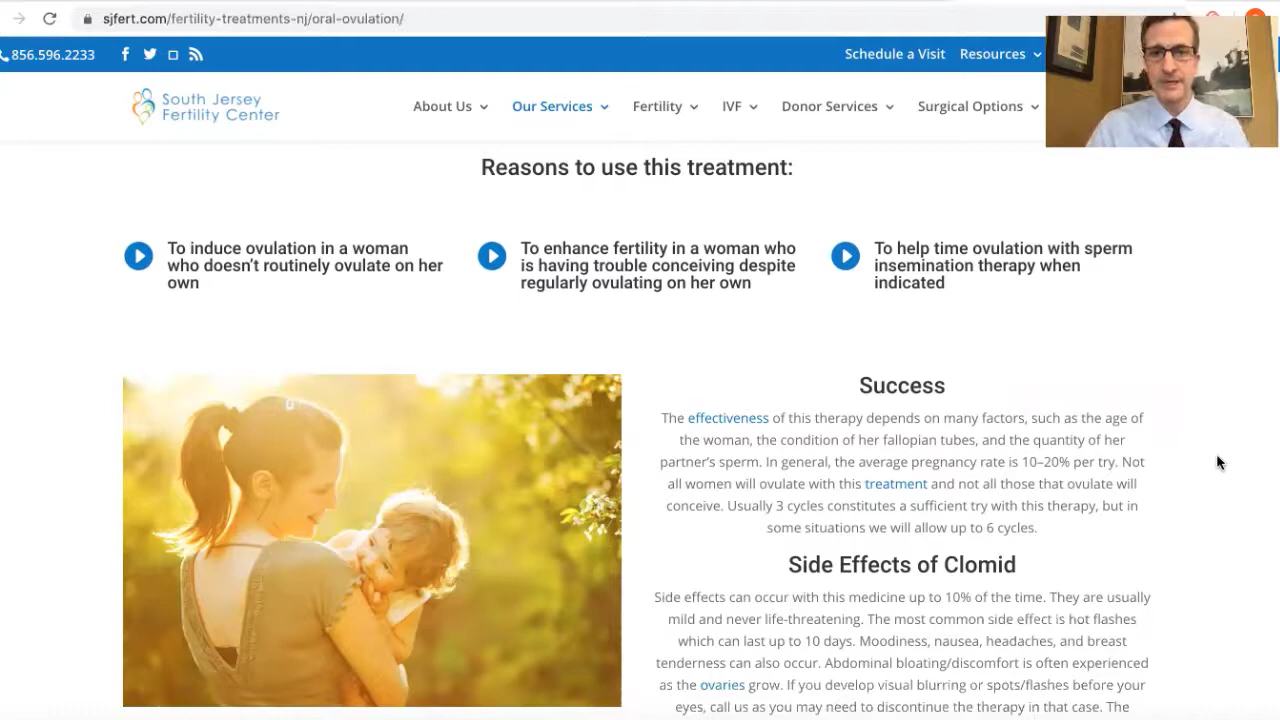 sjfert.com/fertility-treatments-nj/oral-ovulation/
856.596.2233
Schedule a Visit
Resources
South Jersey
Fertility Center
About Us
Our Services
Fertility
IVF
Donor Services
Surgical Options
Reasons to use this treatment:
To induce ovulation in a woman
who doesn’t routinely ovulate on her
own
To enhance fertility in a woman who
is having trouble conceiving despite
regularly ovulating on her own
To help time ovulation with sperm
insemination therapy when
indicated
Success
The effectiveness of this therapy depends on many factors, such as the age of
the woman, the condition of her fallopian tubes, and the quantity of her
partner’s sperm. In general, the average pregnancy rate is 10–20% per try. Not
all women will ovulate with this treatment and not all those that ovulate will
conceive. Usually 3 cycles constitutes a sufficient try with this therapy, but in
some situations we will allow up to 6 cycles.
Side Effects of Clomid
Side effects can occur with this medicine up to 10% of the time. They are usually
mild and never life-threatening. The most common side effect is hot flashes
which can last up to 10 days. Moodiness, nausea, headaches, and breast
tenderness can also occur. Abdominal bloating/discomfort is often experienced
as the ovaries grow. If you develop visual blurring or spots/flashes before your
eyes, call us as you may need to discontinue the therapy in that case. The